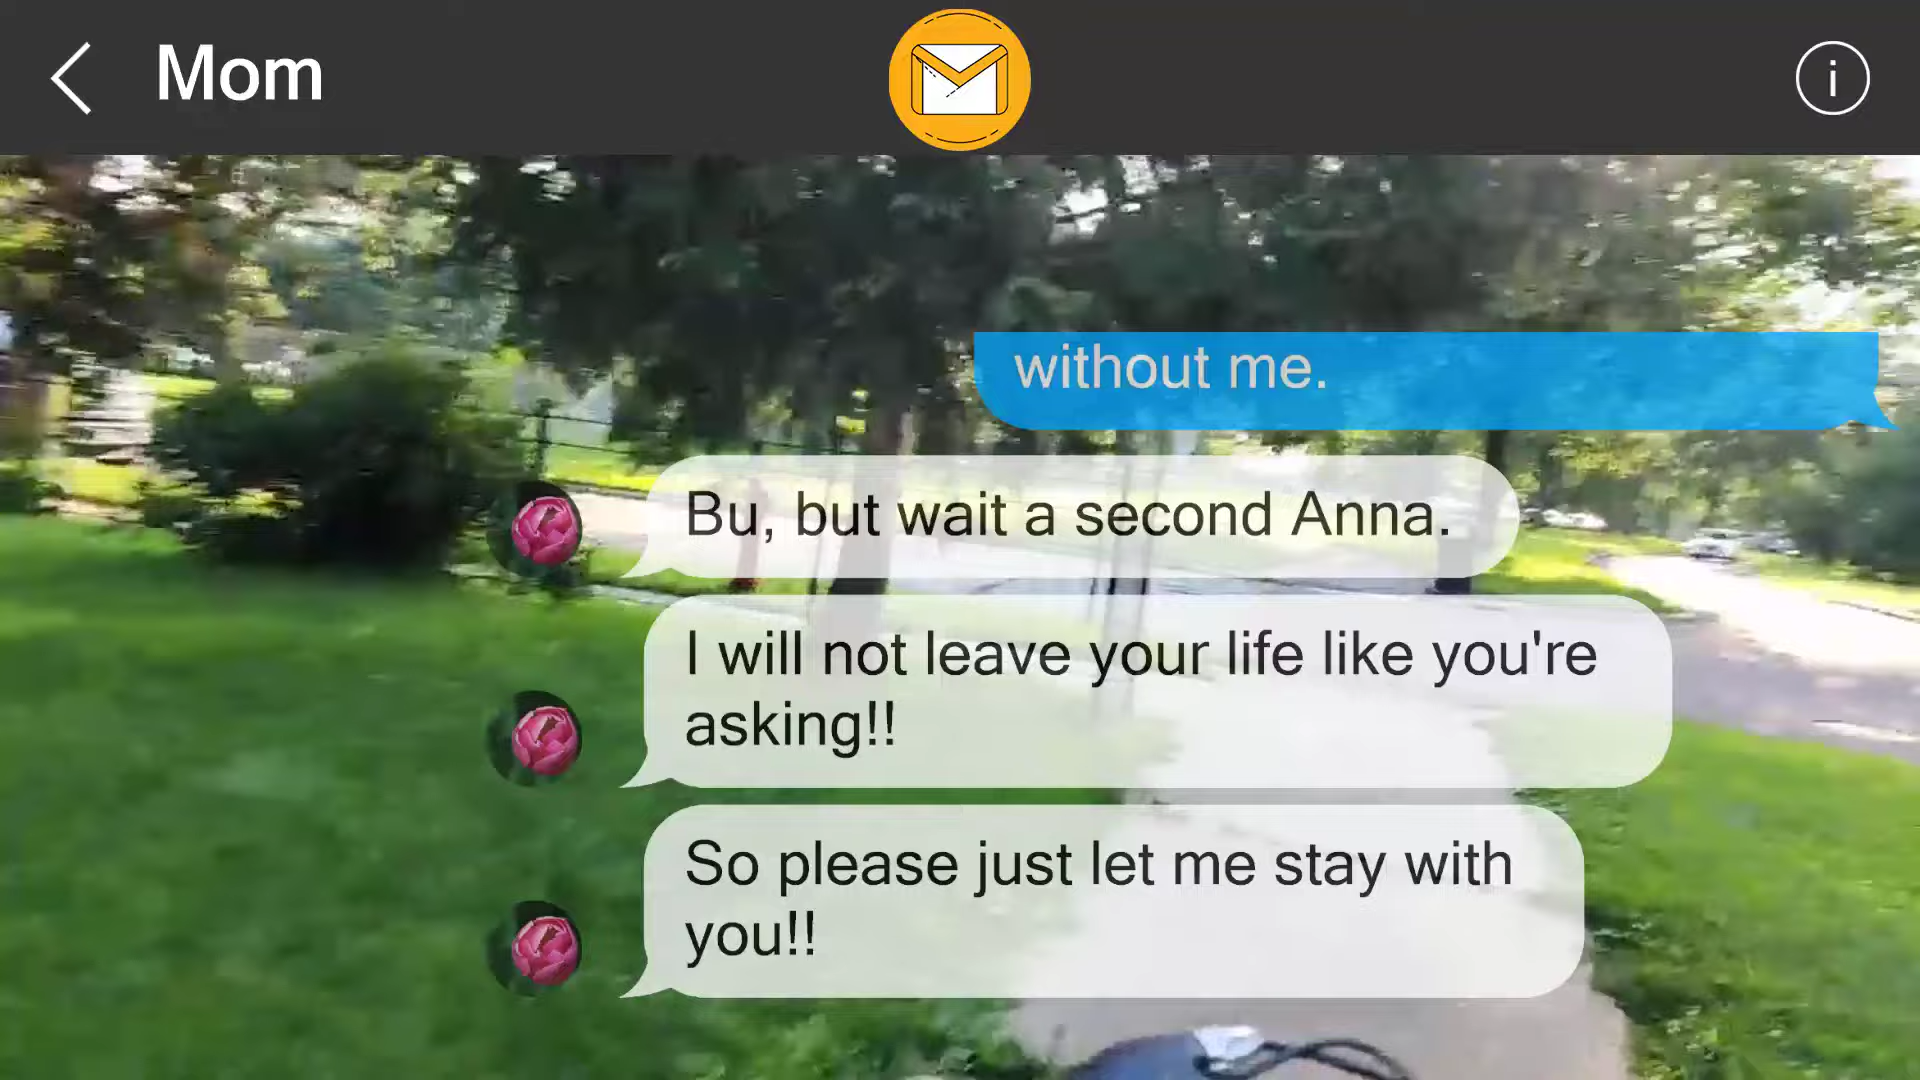 Mom
i
without me.
Bu, but wait a second Anna.
I will not leave your life like you're
asking!!
So please just let me stay with
you!!